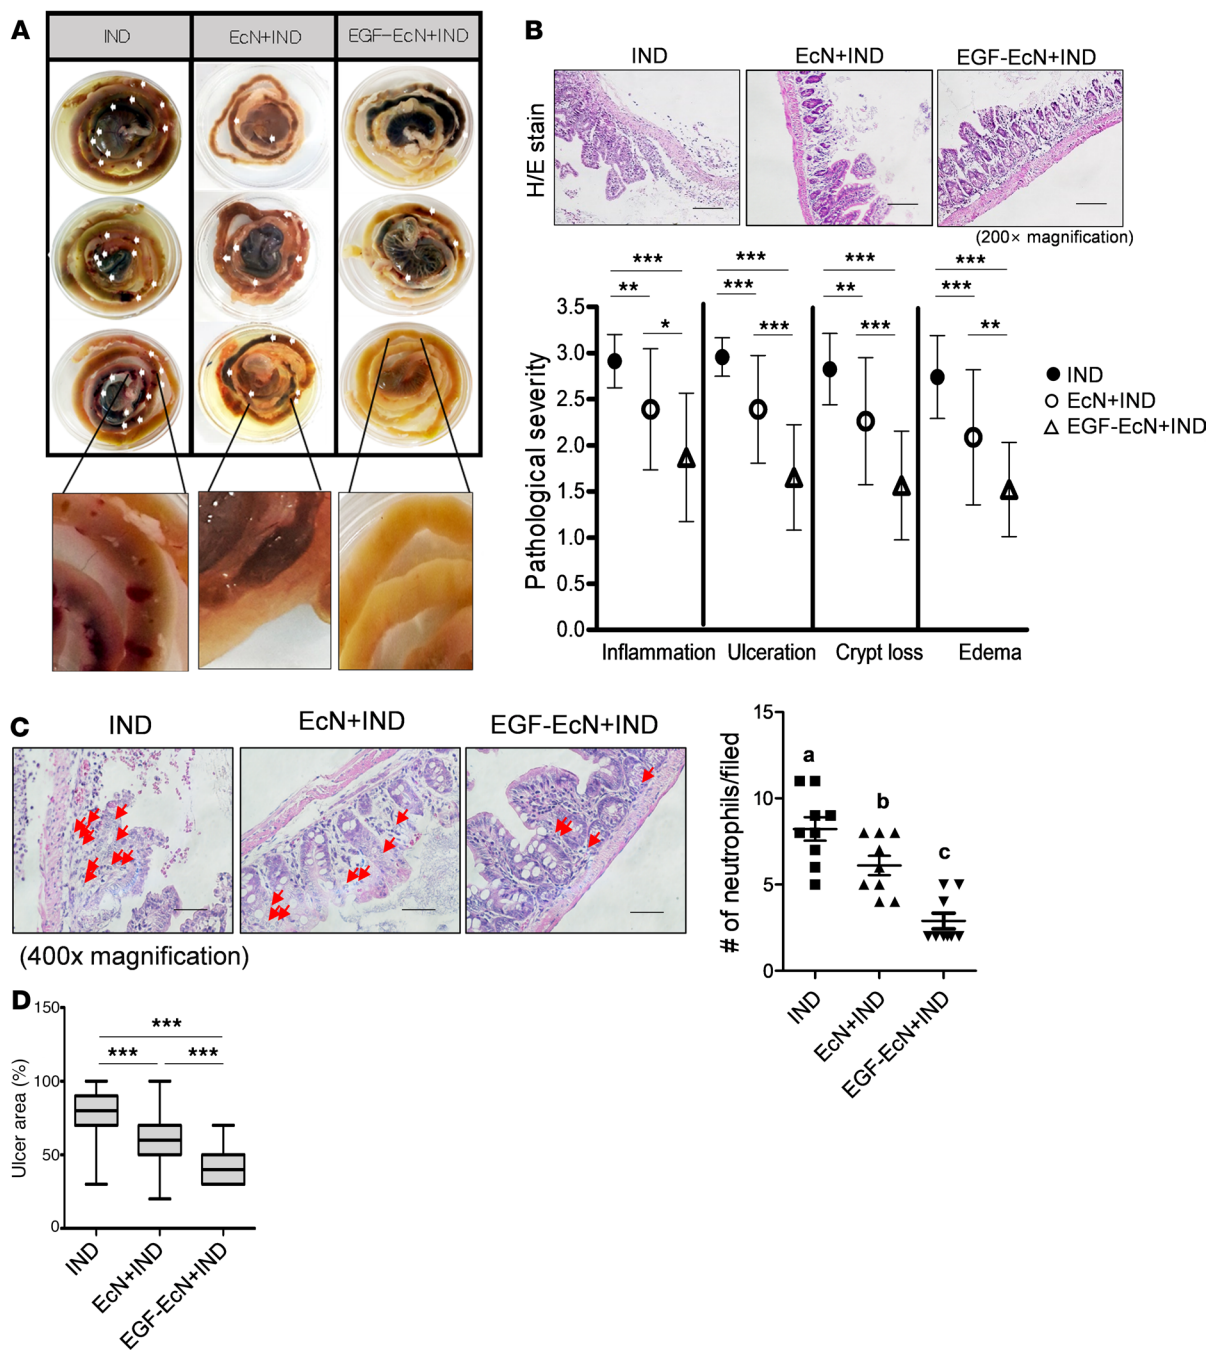 A
IND
EcN+IND
EGF-EcN+IND
B
IND
EcN+IND
EGF-EcN+IND
H/E stain
(200× magnification)
***
**
*
***
***
***
***
**
***
***
***
**
Pathological severity
3.5
3.0
2.5
2.0
1.5
1.0
0.5
0.0
Inflammation
Ulceration
Crypt loss
Edema
IND
EcN+IND
EGF-EcN+IND
C
IND
EcN+IND
EGF-EcN+IND
(400x magnification)
# of neutrophils/filed
15
10
5
0
a
b
c
IND
EcN+IND
EGF-EcN+IND
D
Ulcer area (%)
150
100
50
0
***
***
***
IND
EcN+IND
EGF-EcN+IND